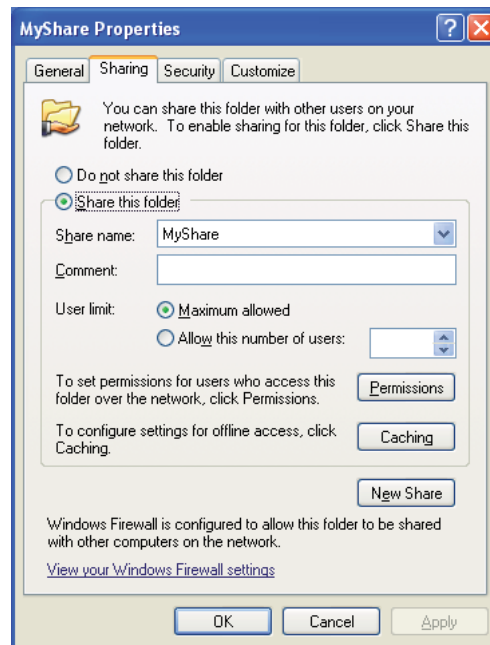 MyShare Properties
General Sharing Security Customize
You can share this folder with other users on your
network. To enable sharing for this folder, click Share this
folder.
Do not share this folder
Share this folder
Share name: MyShare
Comment:
User limit: Maximum allowed
Allow this number of users:
To set permissions for users who access this
folder over the network, click Permissions.
Permissions
To configure settings for offline access, click
Caching.
Caching
New Share
Windows Firewall is configured to allow this folder to be shared
with other computers on the network.
View your Windows Firewall settings
OK Cancel Apply